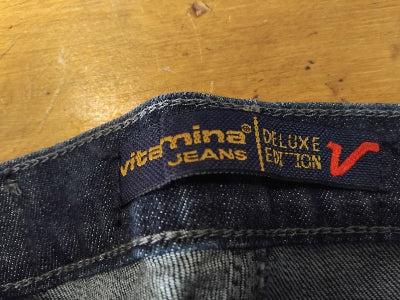 vitamina®
JEANS
DELUXE
EDITION
V